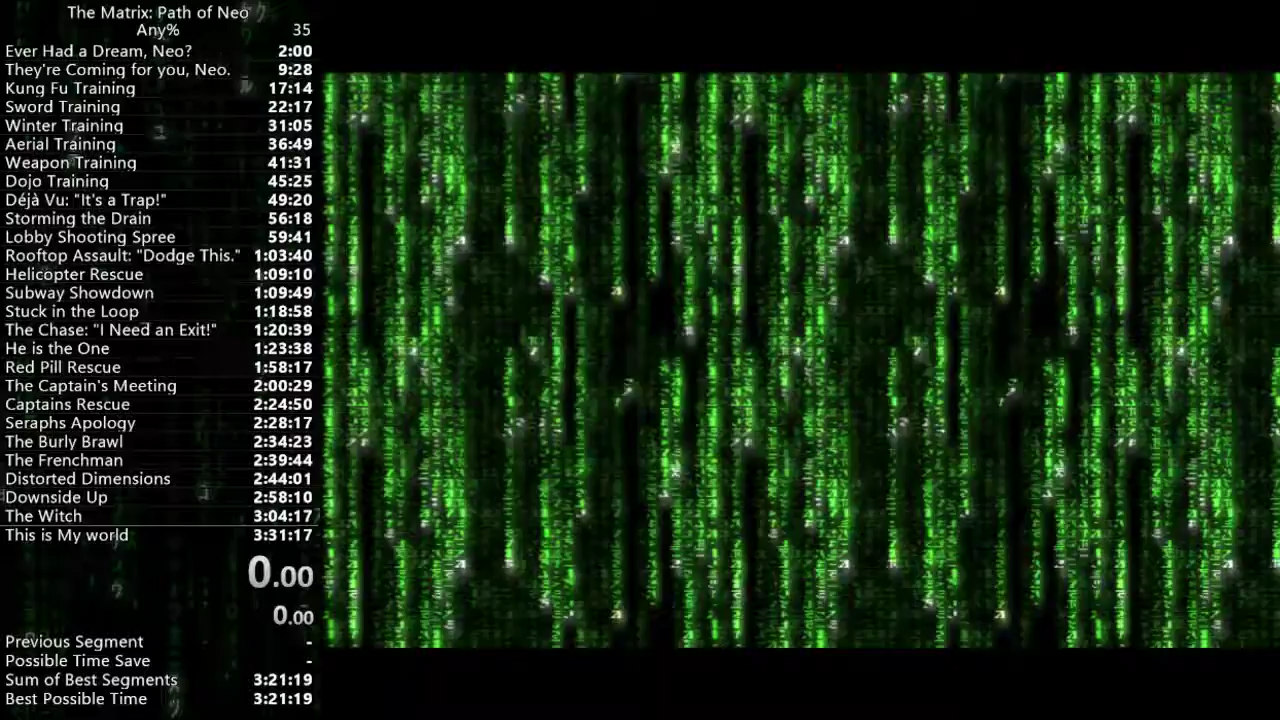 The Matrix: Path of Neo
Any% 35
Ever Had a Dream, Neo? 2:00
They're Coming for you, Neo. 9:28
Kung Fu Training 17:14
Sword Training 22:17
Winter Training 31:05
Aerial Training 36:49
Weapon Training 41:31
Dojo Training 45:25
Déjà Vu: "It's a Trap!" 49:20
Storming the Drain 56:18
Lobby Shooting Spree 59:41
Rooftop Assault: "Dodge This." 1:03:40
Helicopter Rescue 1:09:10
Subway Showdown 1:09:49
Stuck in the Loop 1:18:58
The Chase: "I Need an Exit!" 1:20:39
He is the One 1:23:38
Red Pill Rescue 1:58:17
The Captain's Meeting 2:00:29
Captains Rescue 2:24:50
Seraphs Apology 2:28:17
The Burly Brawl 2:34:23
The Frenchman 2:39:44
Distorted Dimensions 2:44:01
Downside Up 2:58:10
The Witch 3:04:17
This is My world 3:31:17
0.00
0.00
Previous Segment -
Possible Time Save -
Sum of Best Segments 3:21:19
Best Possible Time 3:21:19